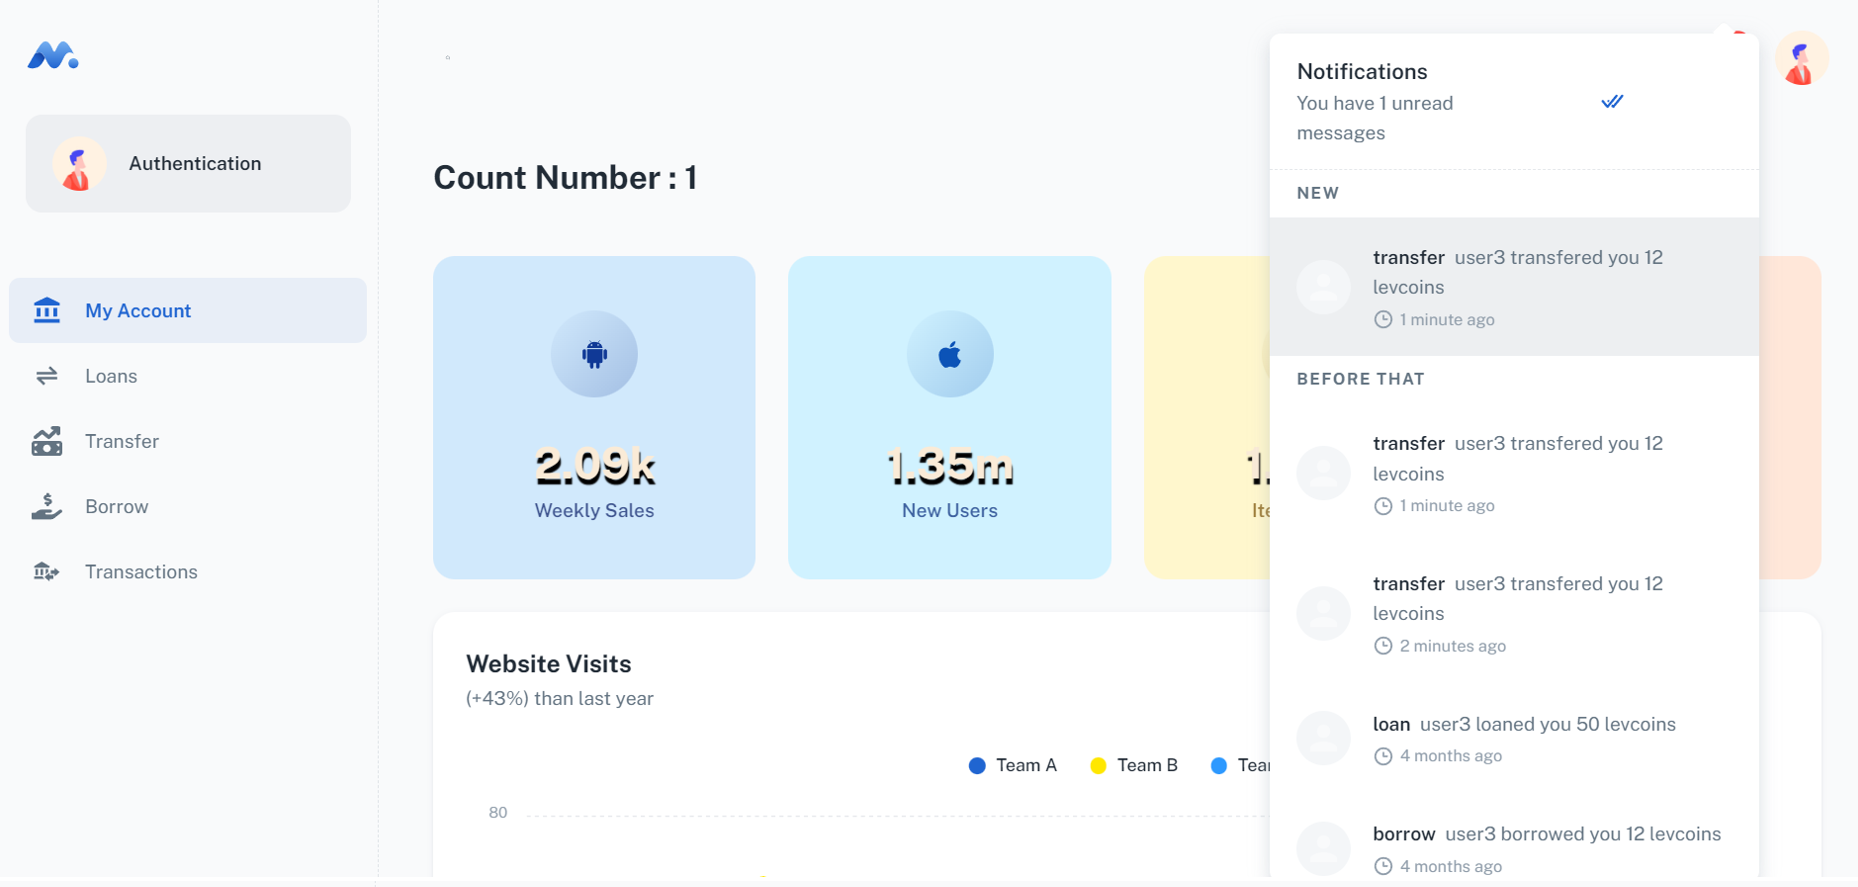 Authentication
My Account
Loans
Transfer
Borrow
Transactions
Count Number : 1
2.09k
Weekly Sales
1.35m
New Users
1.
Ite
Website Visits
(+43%) than last year
Team A
Team B
Tear
80
Notifications
You have 1 unread
messages
NEW
transfer user3 transfered you 12
levcoins
1 minute ago
BEFORE THAT
transfer user3 transfered you 12
levcoins
1 minute ago
transfer user3 transfered you 12
levcoins
2 minutes ago
loan user3 loaned you 50 levcoins
4 months ago
borrow user3 borrowed you 12 levcoins
4 months ago